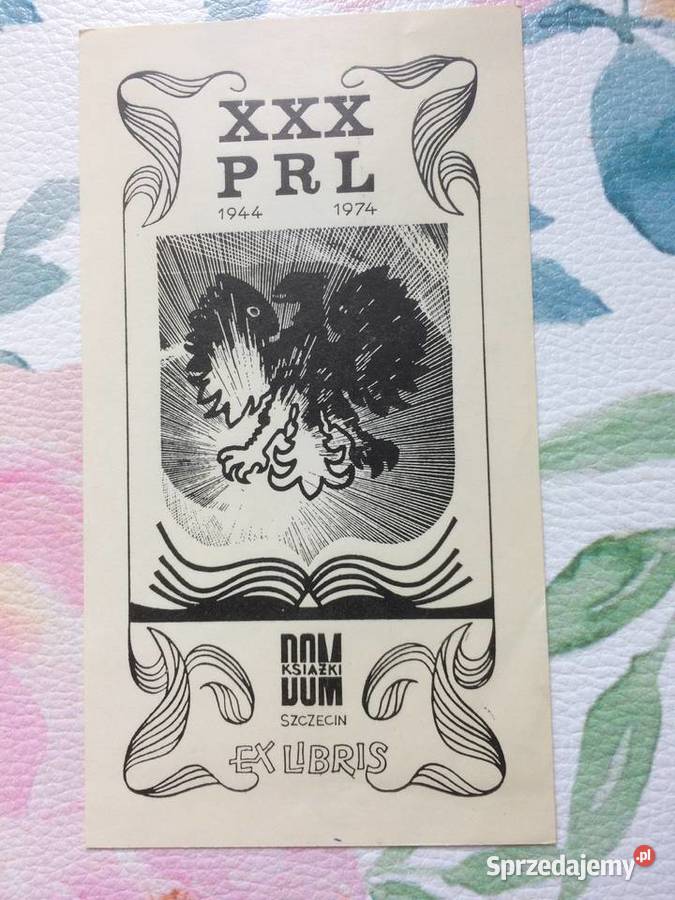 XXX
PRL
1944 1974
DOM
KSIĄŻKI
DOM
SZCZECIN
EX LIBRIS
Sprzedajemy.pl